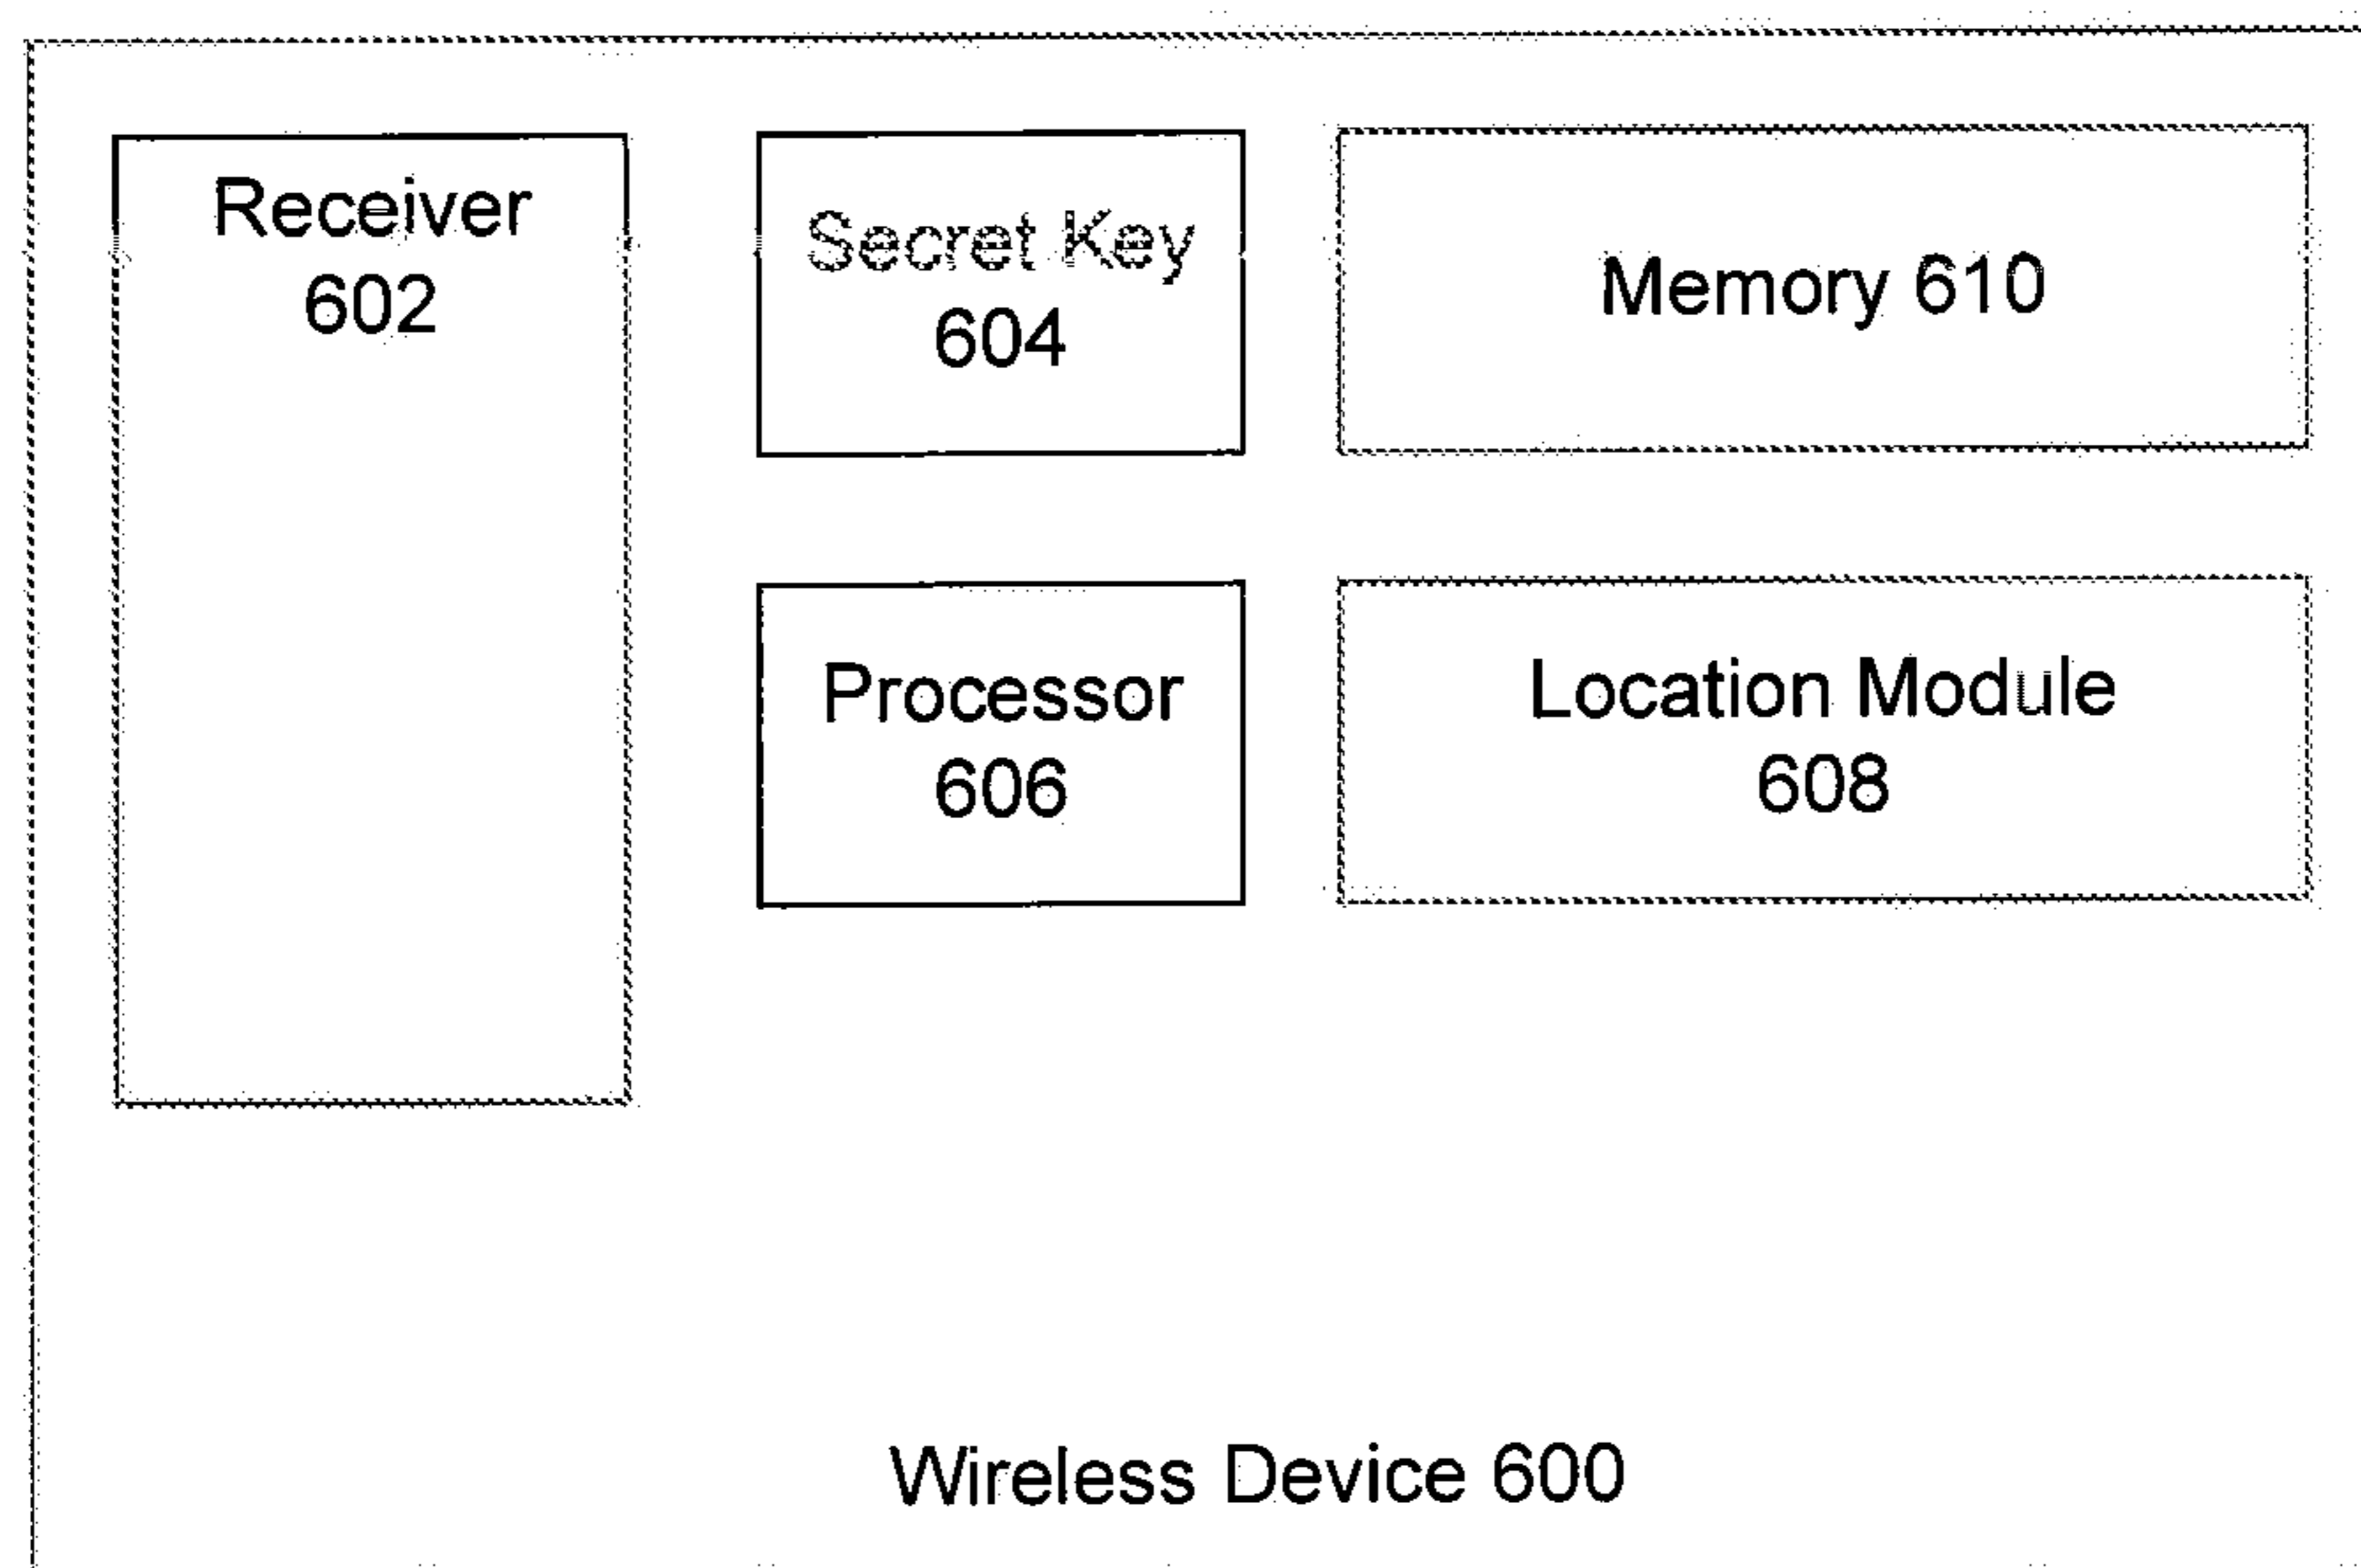 Receiver
602
Secret Key
604
Memory 610
Processor
606
Location Module
608
Wireless Device 600